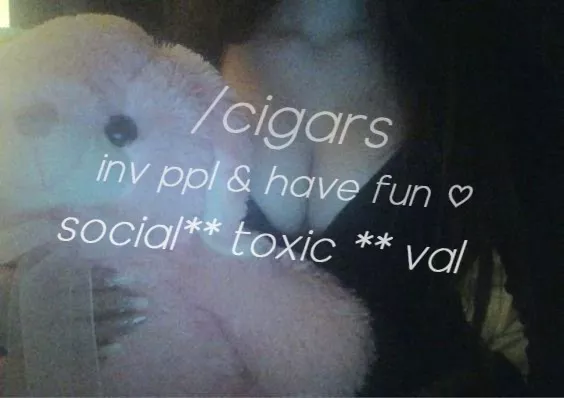 /cigars
inv ppl & have fun ♡
social** toxic ** val